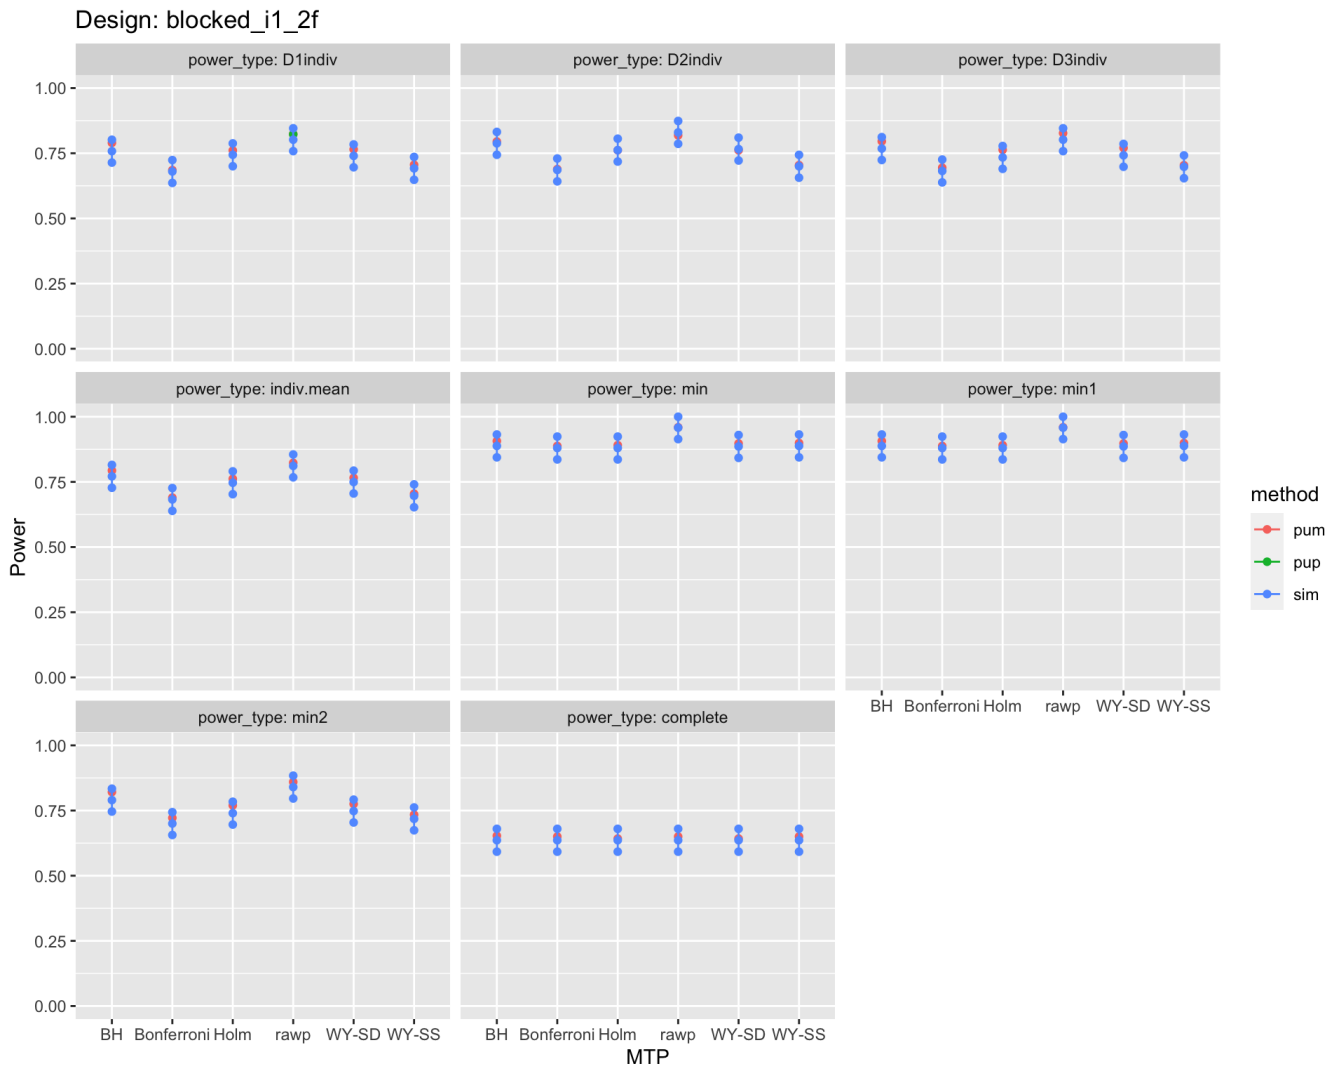 Design: blocked_i1_2f
power_type: D1indiv
power_type: D2indiv
power_type: D3indiv
1.00
0.75
0.50
0.25
0.00
power_type: indiv.mean
power_type: min
power_type: min1
1.00
0.75
0.50
0.25
0.00
BH Bonferroni Holm rawp WY-SD WY-SS
power_type: min2
power_type: complete
1.00
0.75
0.50
0.25
0.00
BH Bonferroni Holm rawp WY-SD WY-SS
BH Bonferroni Holm rawp WY-SD WY-SS
MTP
Power
method
pum
pup
sim